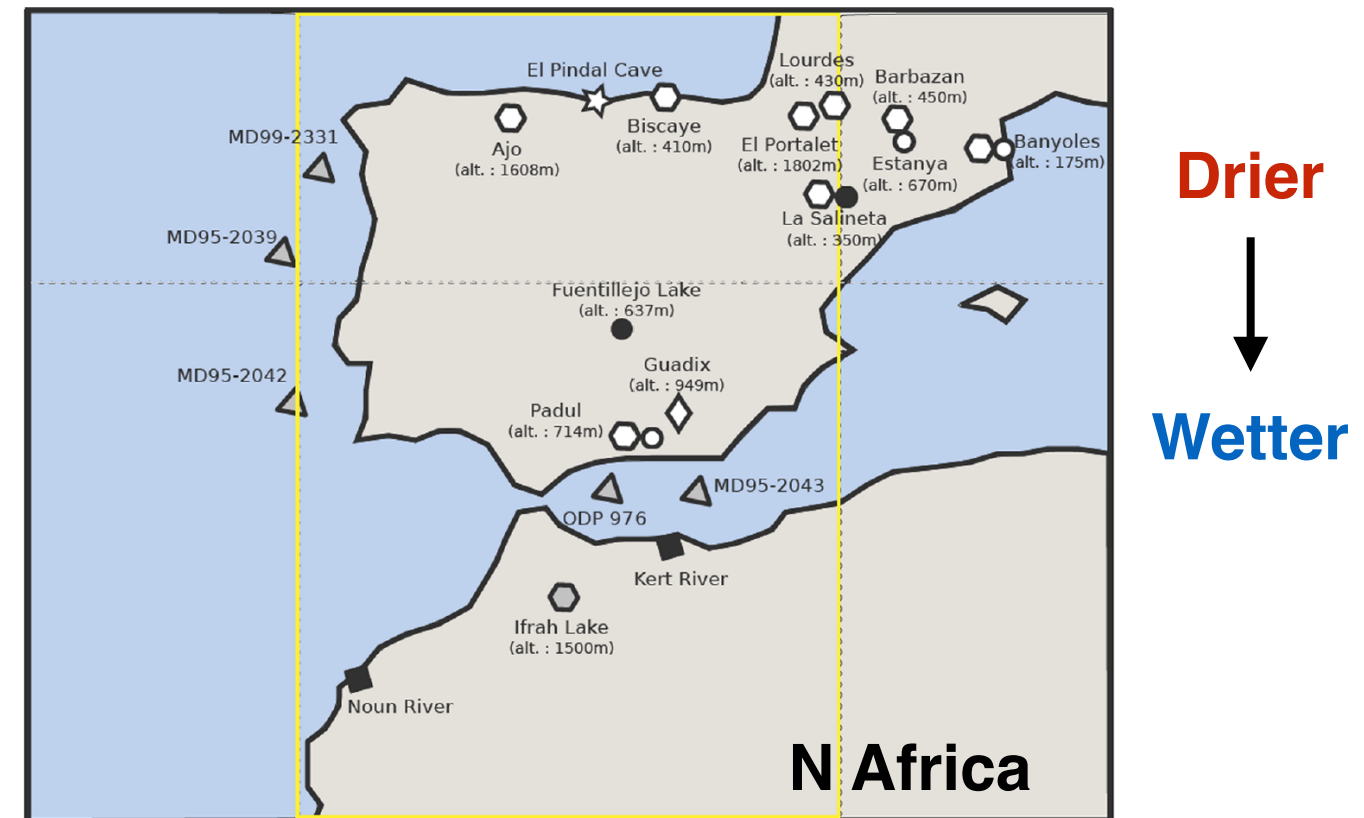 Lourdes
(alt. : 430m)
El Pindal Cave
Barbazan
(alt. : 450m)
MD99-2331
Biscaye
(alt. : 410m)
Ajo
(alt. : 1608m)
El Portalet
(alt. : 1802m)
Estanya
(alt. : 670m)
Banyoles
(alt. : 175m)
Drier
La Salineta
(alt. : 350m)
MD95-2039
Fuentillejo Lake
(alt. : 637m)
MD95-2042
Guadix
(alt. : 949m)
Padul
(alt. : 714m)
Wetter
MD95-2043
ODP 976
Kert River
Ifrah Lake
(alt. : 1500m)
Noun River
N Africa